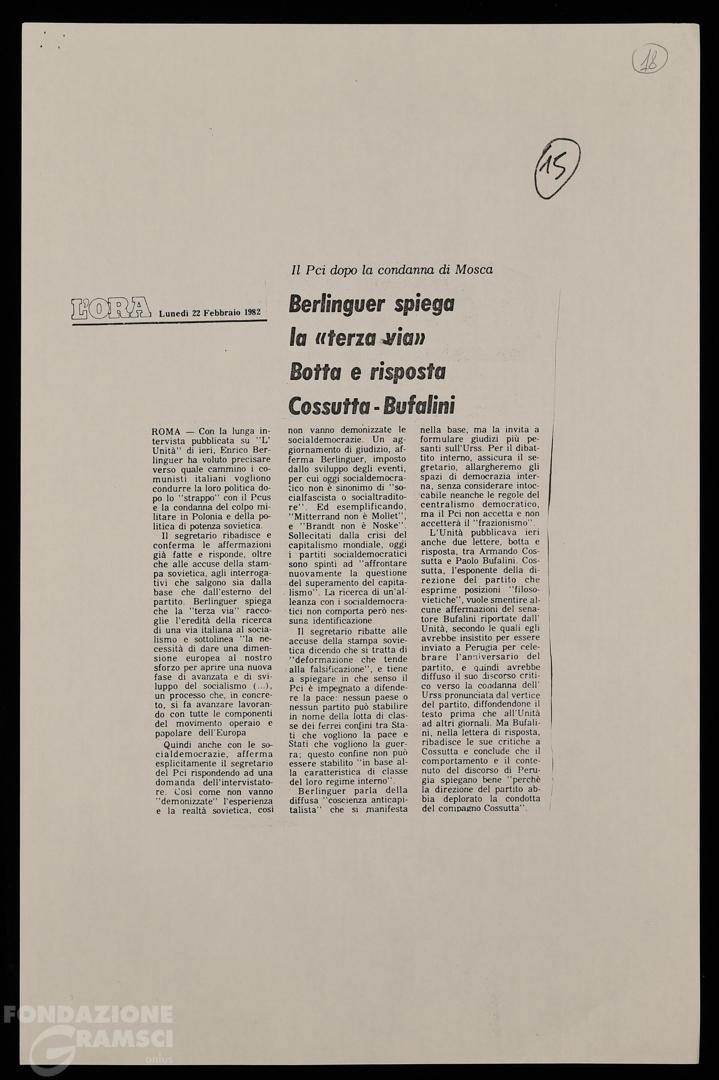 18
15
Il Pci dopo la condanna di Mosca
L'ORA Lunedì 22 Febbraio 1982
Berlinguer spiega
la «terza via»
Botta e risposta
Cossutta - Bufalini
ROMA — Con la lunga in-
tervista pubblicata su "L'
Unità" di ieri, Enrico Ber-
linguer ha voluto precisare
verso quale cammino i co-
munisti italiani vogliono
condurre la loro politica do-
po lo "strappo" con il Pcus
e la condanna del colpo mi-
litare in Polonia e della po-
litica di potenza sovietica.
Il segretario ribadisce e
conferma le affermazioni
già fatte e risponde, oltre
che alle accuse della stam-
pa sovietica, agli interroga-
tivi che salgono sia dalla
base che dall'esterno del
partito. Berlinguer spiega
che la "terza via" racco-
glie l'eredità della ricerca
di una via italiana al socia-
lismo e sottolinea "la ne-
cessità di dare una dimen-
sione europea al nostro
sforzo per aprire una nuova
fase di avanzata e di svi-
luppo del socialismo (...),
un processo che, in concre-
to, si fa avanzare lavoran-
do con tutte le componenti
del movimento operaio e
popolare dell'Europa
Quindi anche con le so-
cialdemocrazie, afferma
esplicitamente il segretario
del Pci rispondendo ad una
domanda dell'intervistato-
re. Così come non vanno
"demonizzate" l'esperienza
e la realtà sovietica, così
non vanno demonizzate le
socialdemocrazie. Un ag-
giornamento di giudizio, af-
ferma Berlinguer, imposto
dallo sviluppo degli eventi,
per cui oggi socialdemocra-
tico non è sinonimo di "so-
cialfascista o socialtradito-
re". Ed esemplificando,
"Mitterrand non è Mollet",
e "Brandt non è Noske".
Sollecitati dalla crisi del
capitalismo mondiale, oggi
i partiti socialdemocratici
sono spinti ad "affrontare
nuovamente la questione
del superamento del capita-
lismo". La ricerca di un'al-
leanza con i socialdemocra-
tici non comporta però nes-
suna identificazione
Il segretario ribatte alle
accuse della stampa sovie-
tica dicendo che si tratta di
"deformazione che tende
alla falsificazione", e tiene
a spiegare in che senso il
Pci è impegnato a difende-
re la pace: nessun paese o
nessun partito può stabilire
in nome della lotta di clas-
se dei ferrei confini tra Sta-
ti che vogliono la pace e
Stati che vogliono la guer-
ra; questo confine non può
essere stabilito "in base al-
la caratteristica di classe
del loro regime interno".
Berlinguer parla della
diffusa "coscienza anticapi-
talista" che si manifesta
nella base, ma la invita a
formulare giudizi più pe-
santi sull'Urss. Per il dibat-
tito interno, assicura il se-
gretario, allargheremo gli
spazi di democrazia inter-
na, senza considerare intoc-
cabile neanche le regole del
centralismo democratico,
ma il Pci non accetta e non
accetterà il "frazionismo".
L'Unità pubblicava ieri
anche due lettere, botta e
risposta, tra Armando Cos-
sutta e Paolo Bufalini. Cos-
sutta, l'esponente della di-
rezione del partito che
esprime posizioni "filoso-
vietiche", vuole smentire al-
cune affermazioni del sena-
tore Bufalini riportate dall'
Unità, secondo le quali egli
avrebbe insistito per essere
inviato a Perugia per cele-
brare l'anniversario del
partito, e quindi avrebbe
diffuso il suo discorso criti-
co verso la condanna dell'
Urss pronunciata dal vertice
del partito, diffondendone il
testo prima che all'Unità
ad altri giornali. Ma Bufali-
ni, nella lettera di risposta,
ribadisce le sue critiche a
Cossutta e conclude che il
comportamento e il conte-
nuto del discorso di Peru-
gia spiegano bene "perchè
la direzione del partito ab-
bia deplorato la condotta
del compagno Cossutta".
FONDAZIONE
GRAMSCI
onlus